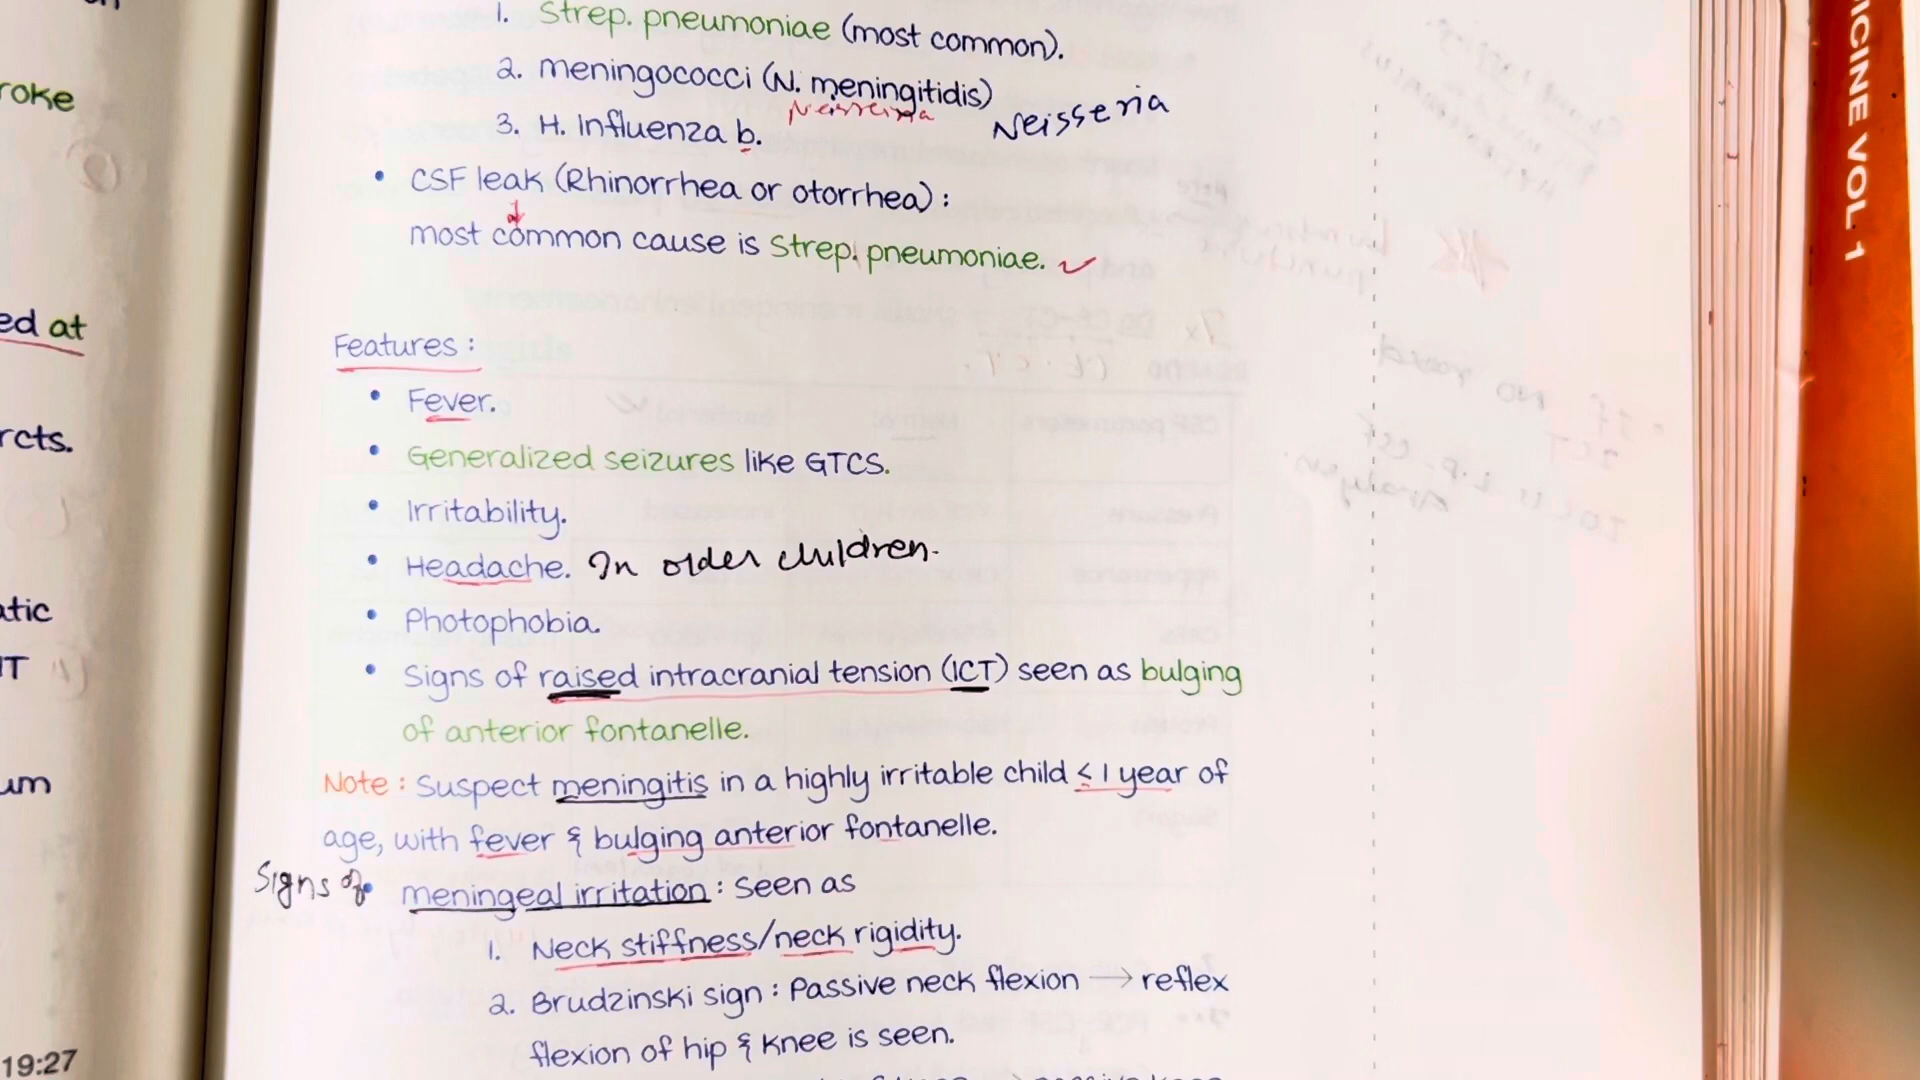 roke
ed at
rcts.
atic
IT
um
19:27
1. Strep. pneumoniae (most common).
2. meningococci (N. meningitidis)
Neisseria Neisseria
3. H. Influenza b.
• CSF leak (Rhinorrhea or otorrhea) :
most common cause is Strep. pneumoniae.
Features :
• Fever.
• Generalized seizures like GTCS.
• Irritability.
• Headache. In older children.
• Photophobia.
• Signs of raised intracranial tension (ICT) seen as bulging
of anterior fontanelle.
Note : Suspect meningitis in a highly irritable child ≤ 1 year of
age, with fever & bulging anterior fontanelle.
Signs of • meningeal irritation : Seen as
1. Neck stiffness/neck rigidity.
2. Brudzinski sign : Passive neck flexion → reflex
flexion of hip & knee is seen.
ICINE VOL 1